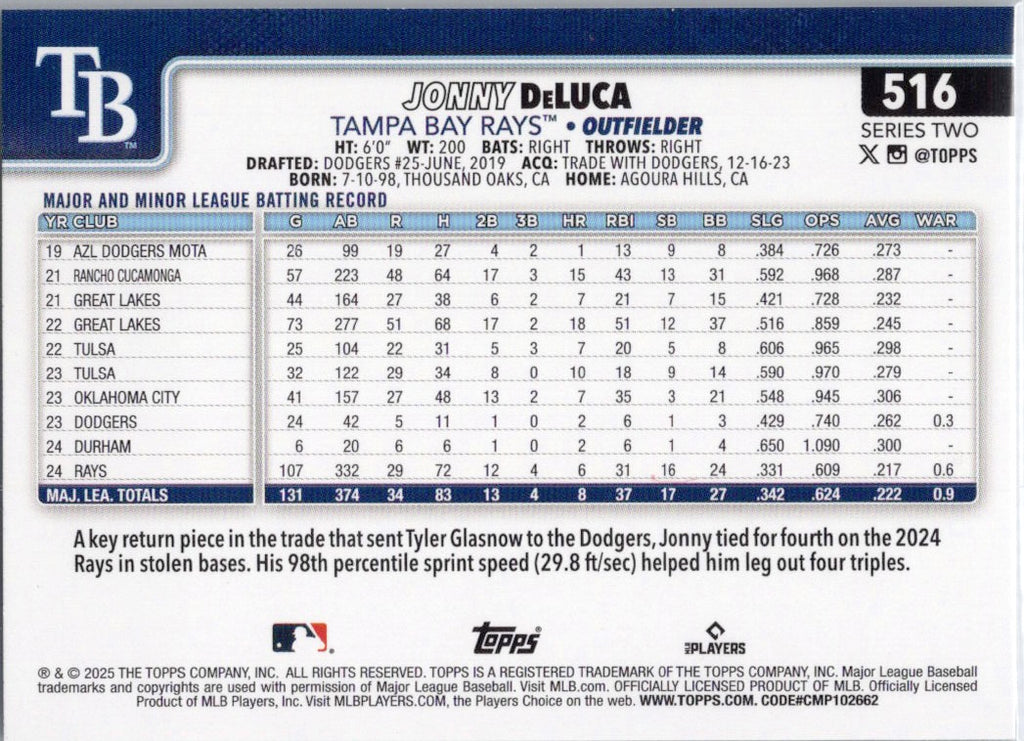 TB™
JONNY DeLUCA
516
TAMPA BAY RAYS™ • OUTFIELDER
SERIES TWO
HT: 6'0" WT: 200 BATS: RIGHT THROWS: RIGHT
@TOPPS
DRAFTED: DODGERS #25-JUNE, 2019 ACQ: TRADE WITH DODGERS, 12-16-23
BORN: 7-10-98, THOUSAND OAKS, CA HOME: AGOURA HILLS, CA
MAJOR AND MINOR LEAGUE BATTING RECORD
YR CLUB G AB R H 2B 3B HR RBI SB BB SLG OPS AVG WAR
19 AZL DODGERS MOTA 26 99 19 27 4 2 1 13 9 8 .384 .726 .273 -
21 RANCHO CUCAMONGA 57 223 48 64 17 3 15 43 13 31 .592 .968 .287 -
21 GREAT LAKES 44 164 27 38 6 2 7 21 7 15 .421 .728 .232 -
22 GREAT LAKES 73 277 51 68 17 2 18 51 12 37 .516 .859 .245 -
22 TULSA 25 104 22 31 5 3 7 20 5 8 .606 .965 .298 -
23 TULSA 32 122 29 34 8 0 10 18 9 14 .590 .970 .279 -
23 OKLAHOMA CITY 41 157 27 48 13 2 7 35 3 21 .548 .945 .306 -
23 DODGERS 24 42 5 11 1 0 2 6 1 3 .429 .740 .262 0.3
24 DURHAM 6 20 6 6 1 0 2 6 1 4 .650 1.090 .300 -
24 RAYS 107 332 29 72 12 4 6 31 16 24 .331 .609 .217 0.6
MAJ. LEA. TOTALS 131 374 34 83 13 4 8 37 17 27 .342 .624 .222 0.9
A key return piece in the trade that sent Tyler Glasnow to the Dodgers, Jonny tied for fourth on the 2024
Rays in stolen bases. His 98th percentile sprint speed (29.8 ft/sec) helped him leg out four triples.
Topps®
MLB PLAYERS
® & © 2025 THE TOPPS COMPANY, INC. ALL RIGHTS RESERVED. TOPPS IS A REGISTERED TRADEMARK OF THE TOPPS COMPANY, INC. Major League Baseball
trademarks and copyrights are used with permission of Major League Baseball. Visit MLB.com. OFFICIALLY LICENSED PRODUCT OF MLB. Officially Licensed
Product of MLB Players, Inc. Visit MLBPLAYERS.COM, the Players Choice on the web. WWW.TOPPS.COM. CODE#CMP102662